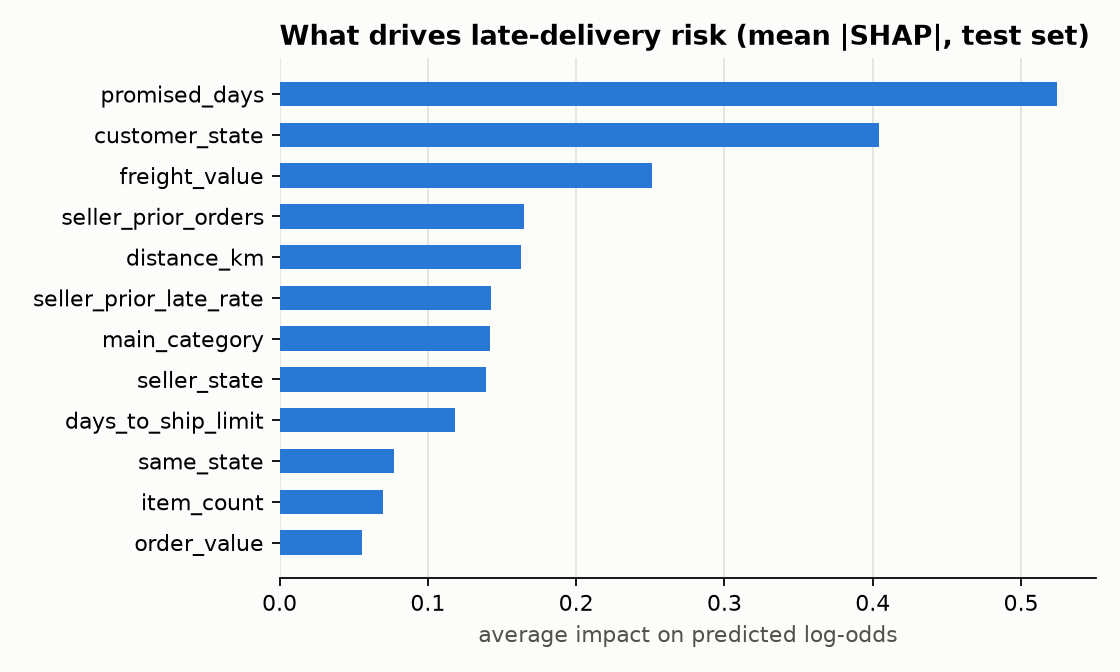 What drives late-delivery risk (mean |SHAP|, test set)
promised_days
customer_state
freight_value
seller_prior_orders
distance_km
seller_prior_late_rate
main_category
seller_state
days_to_ship_limit
same_state
item_count
order_value
0.0 0.1 0.2 0.3 0.4 0.5
average impact on predicted log-odds